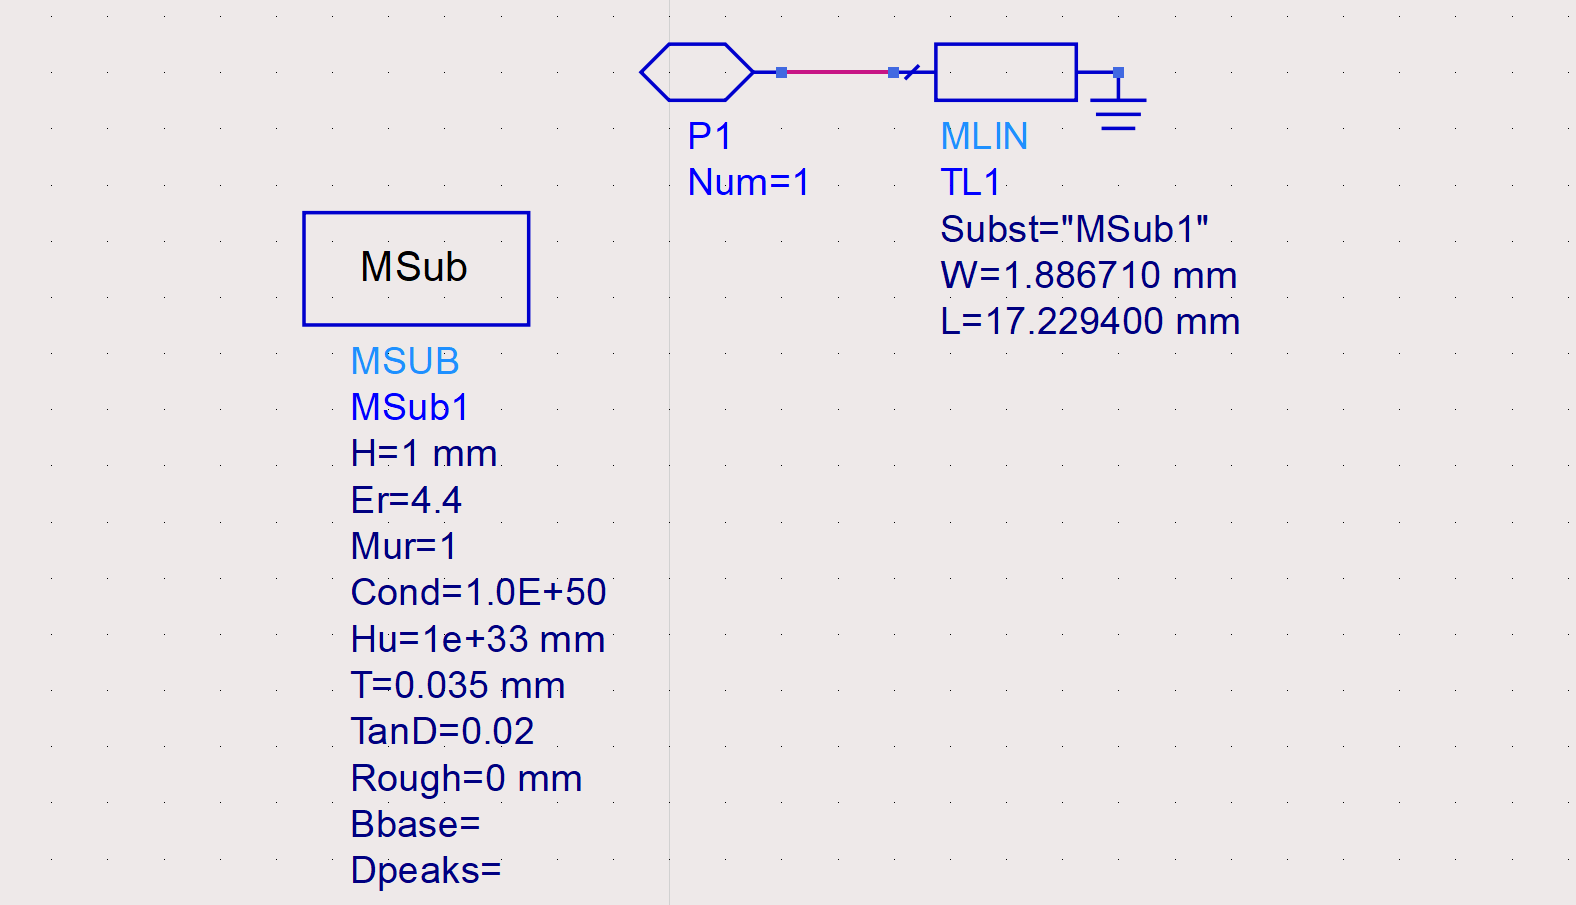 P1
Num=1
MLIN
TL1
Subst="MSub1"
W=1.886710 mm
L=17.229400 mm
MSub
MSUB
MSub1
H=1 mm
Er=4.4
Mur=1
Cond=1.0E+50
Hu=1e+33 mm
T=0.035 mm
TanD=0.02
Rough=0 mm
Bbase=
Dpeaks=